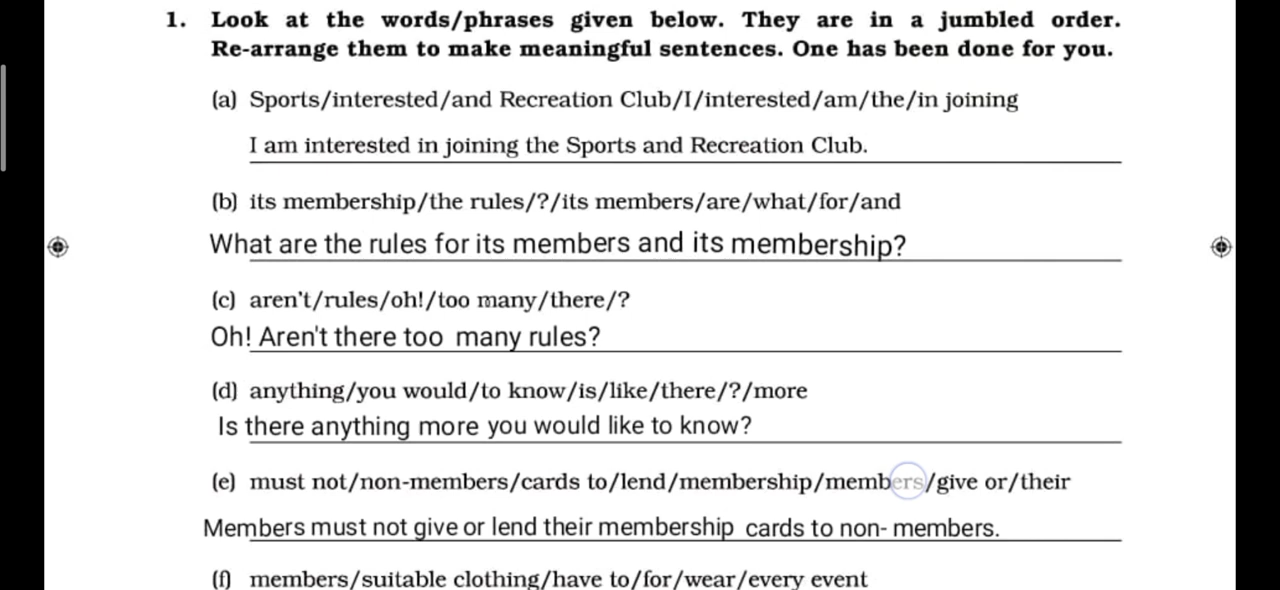 1. Look at the words/phrases given below. They are in a jumbled order.
Re-arrange them to make meaningful sentences. One has been done for you.
(a) Sports/interested/and Recreation Club/I/interested/am/the/in joining
I am interested in joining the Sports and Recreation Club.
(b) its membership/the rules/?/its members/are/what/for/and
What are the rules for its members and its membership?
(c) aren't/rules/oh!/too many/there/?
Oh! Aren't there too many rules?
(d) anything/you would/to know/is/like/there/?/more
Is there anything more you would like to know?
(e) must not/non-members/cards to/lend/membership/members/give or/their
Members must not give or lend their membership cards to non- members.
(f) members/suitable clothing/have to/for/wear/every event